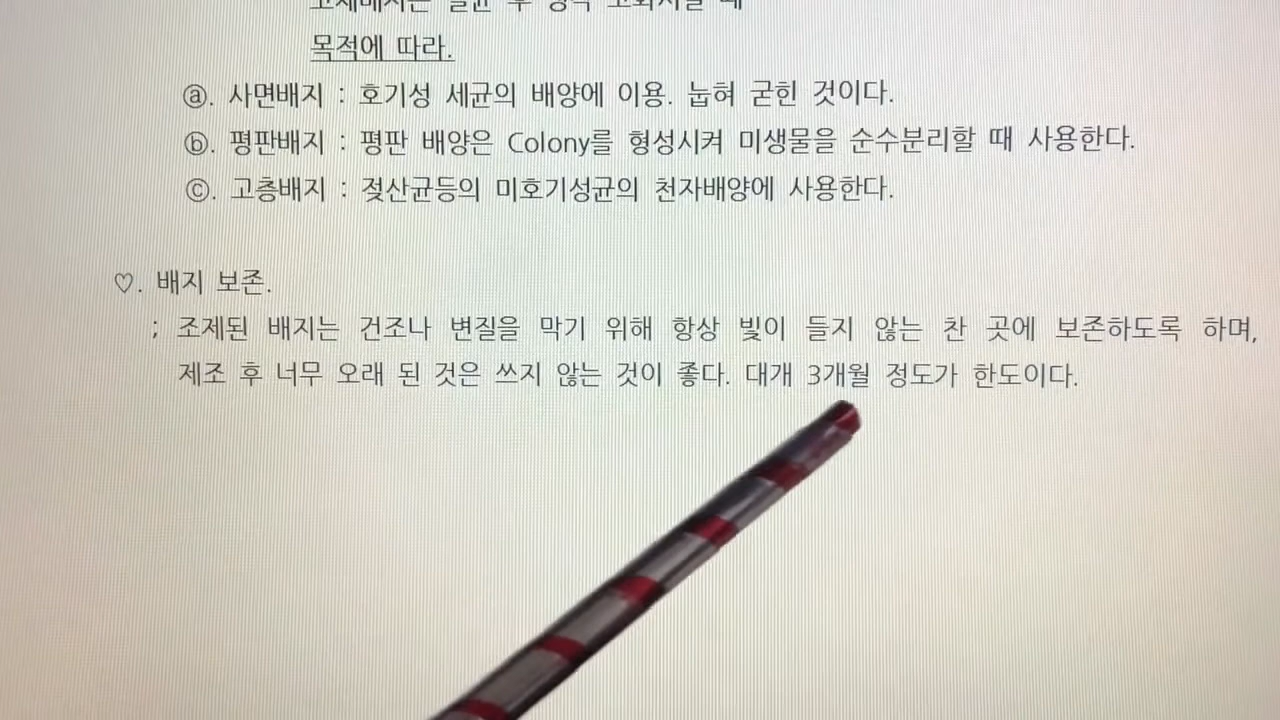 목적에 따라.
ⓐ. 사면배지 : 호기성 세균의 배양에 이용. 눕혀 굳힌 것이다.
ⓑ. 평판배지 : 평판 배양은 Colony를 형성시켜 미생물을 순수분리할 때 사용한다.
ⓒ. 고층배지 : 젖산균등의 미호기성균의 천자배양에 사용한다.
♡. 배지 보존.
; 조제된 배지는 건조나 변질을 막기 위해 항상 빛이 들지 않는 찬 곳에 보존하도록 하며,
제조 후 너무 오래 된 것은 쓰지 않는 것이 좋다. 대개 3개월 정도가 한도이다.